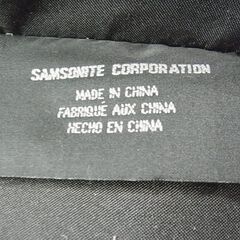 SAMSONITE CORPORATION
MADE IN CHINA
FABRIQUÉ AUX CHINA
HECHO EN CHINA